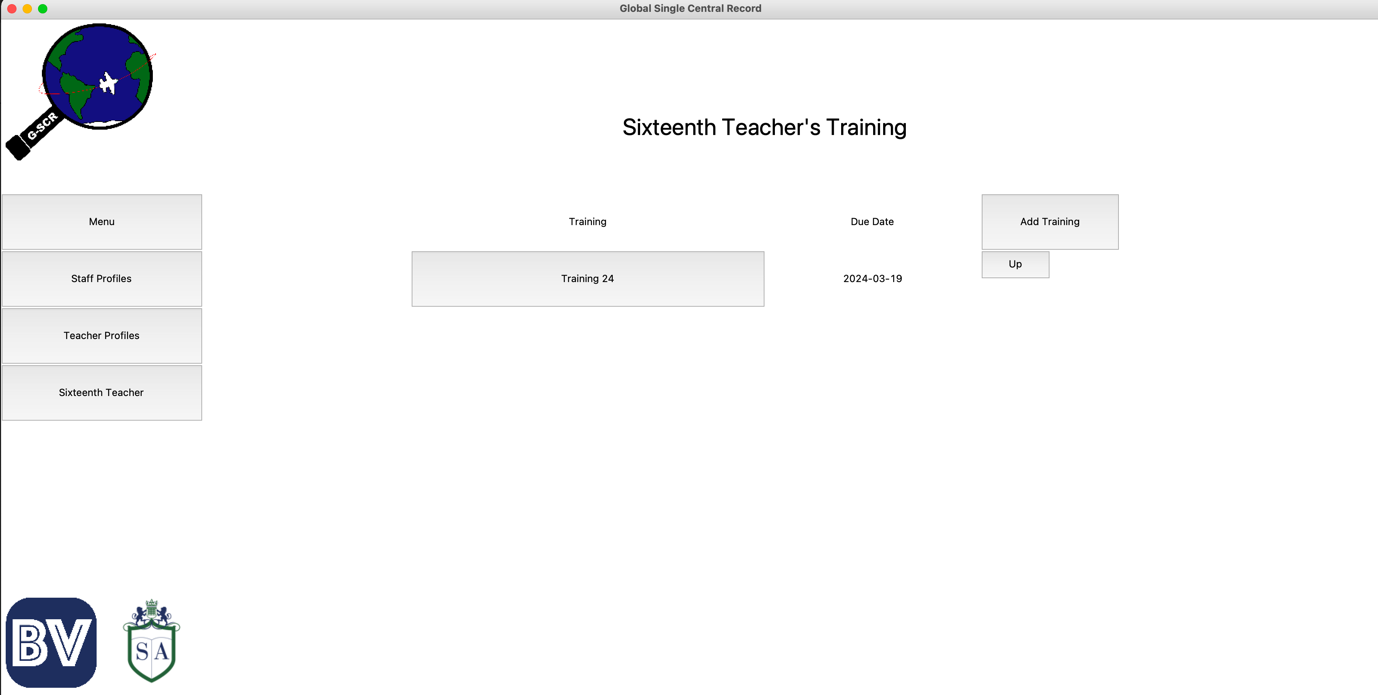 Global Single Central Record
G-SCR
Sixteenth Teacher's Training
Menu
Training
Due Date
Add Training
Staff Profiles
Training 24
2024-03-19
Up
Teacher Profiles
Sixteenth Teacher
BV
SA